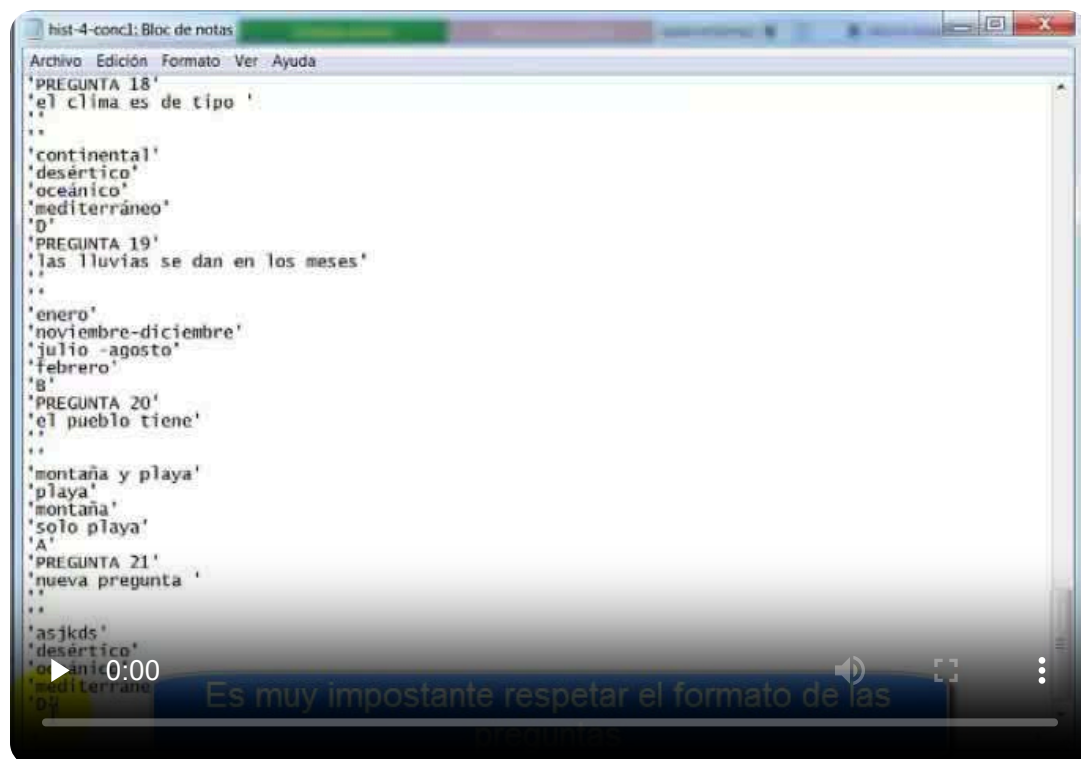 hist-4-conc1: Bloc de notas
Archivo Edición Formato Ver Ayuda
'PREGUNTA 18'
'el clima es de tipo '
''
''
'continental'
'desértico'
'oceánico'
'mediterráneo'
'D'
'PREGUNTA 19'
'las lluvias se dan en los meses'
''
''
'enero'
'noviembre-diciembre'
'julio -agosto'
'febrero'
'B'
'PREGUNTA 20'
'el pueblo tiene'
''
''
'montaña y playa'
'playa'
'montaña'
'solo playa'
'A'
'PREGUNTA 21'
'nueva pregunta '
''
''
'asjkds'
'desértico'
0:00
Es muy impostante respetar el formato de las
preguntas